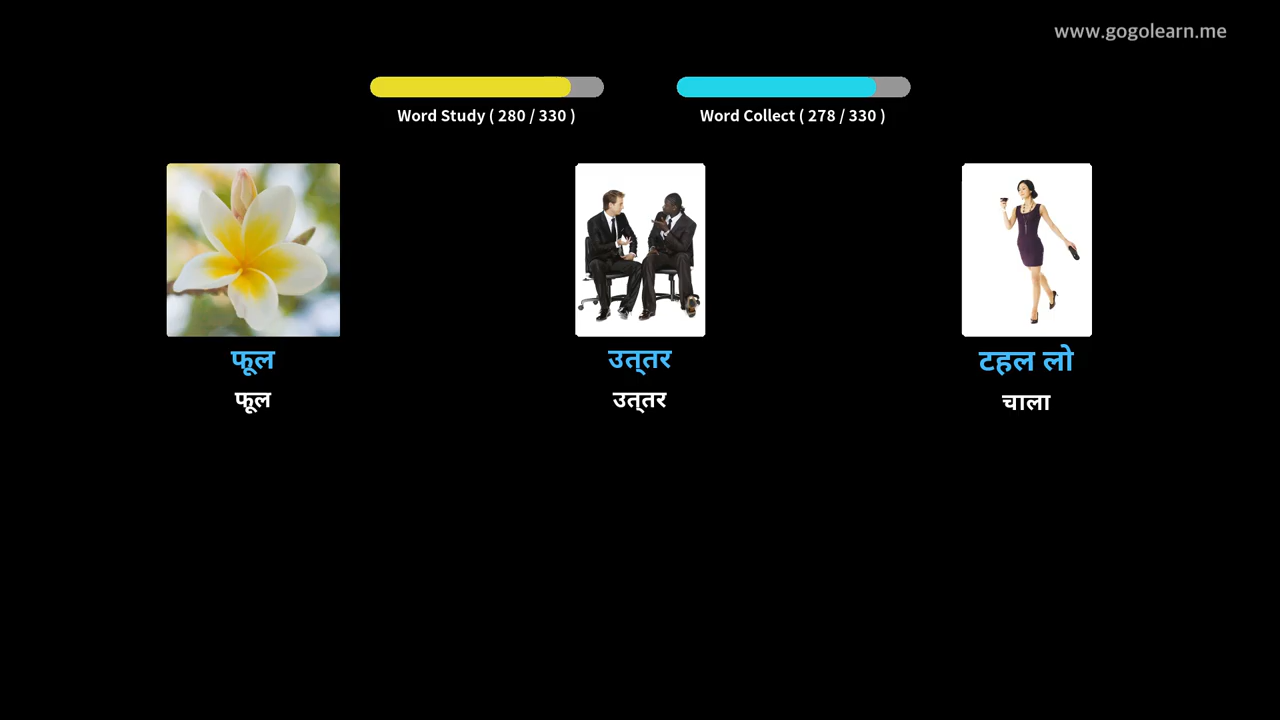 www.gogolearn.me
Word Study ( 280 / 330 )
Word Collect ( 278 / 330 )
फूल
उत्‌तर
टहल लो
फूल
उत्‌तर
चाला